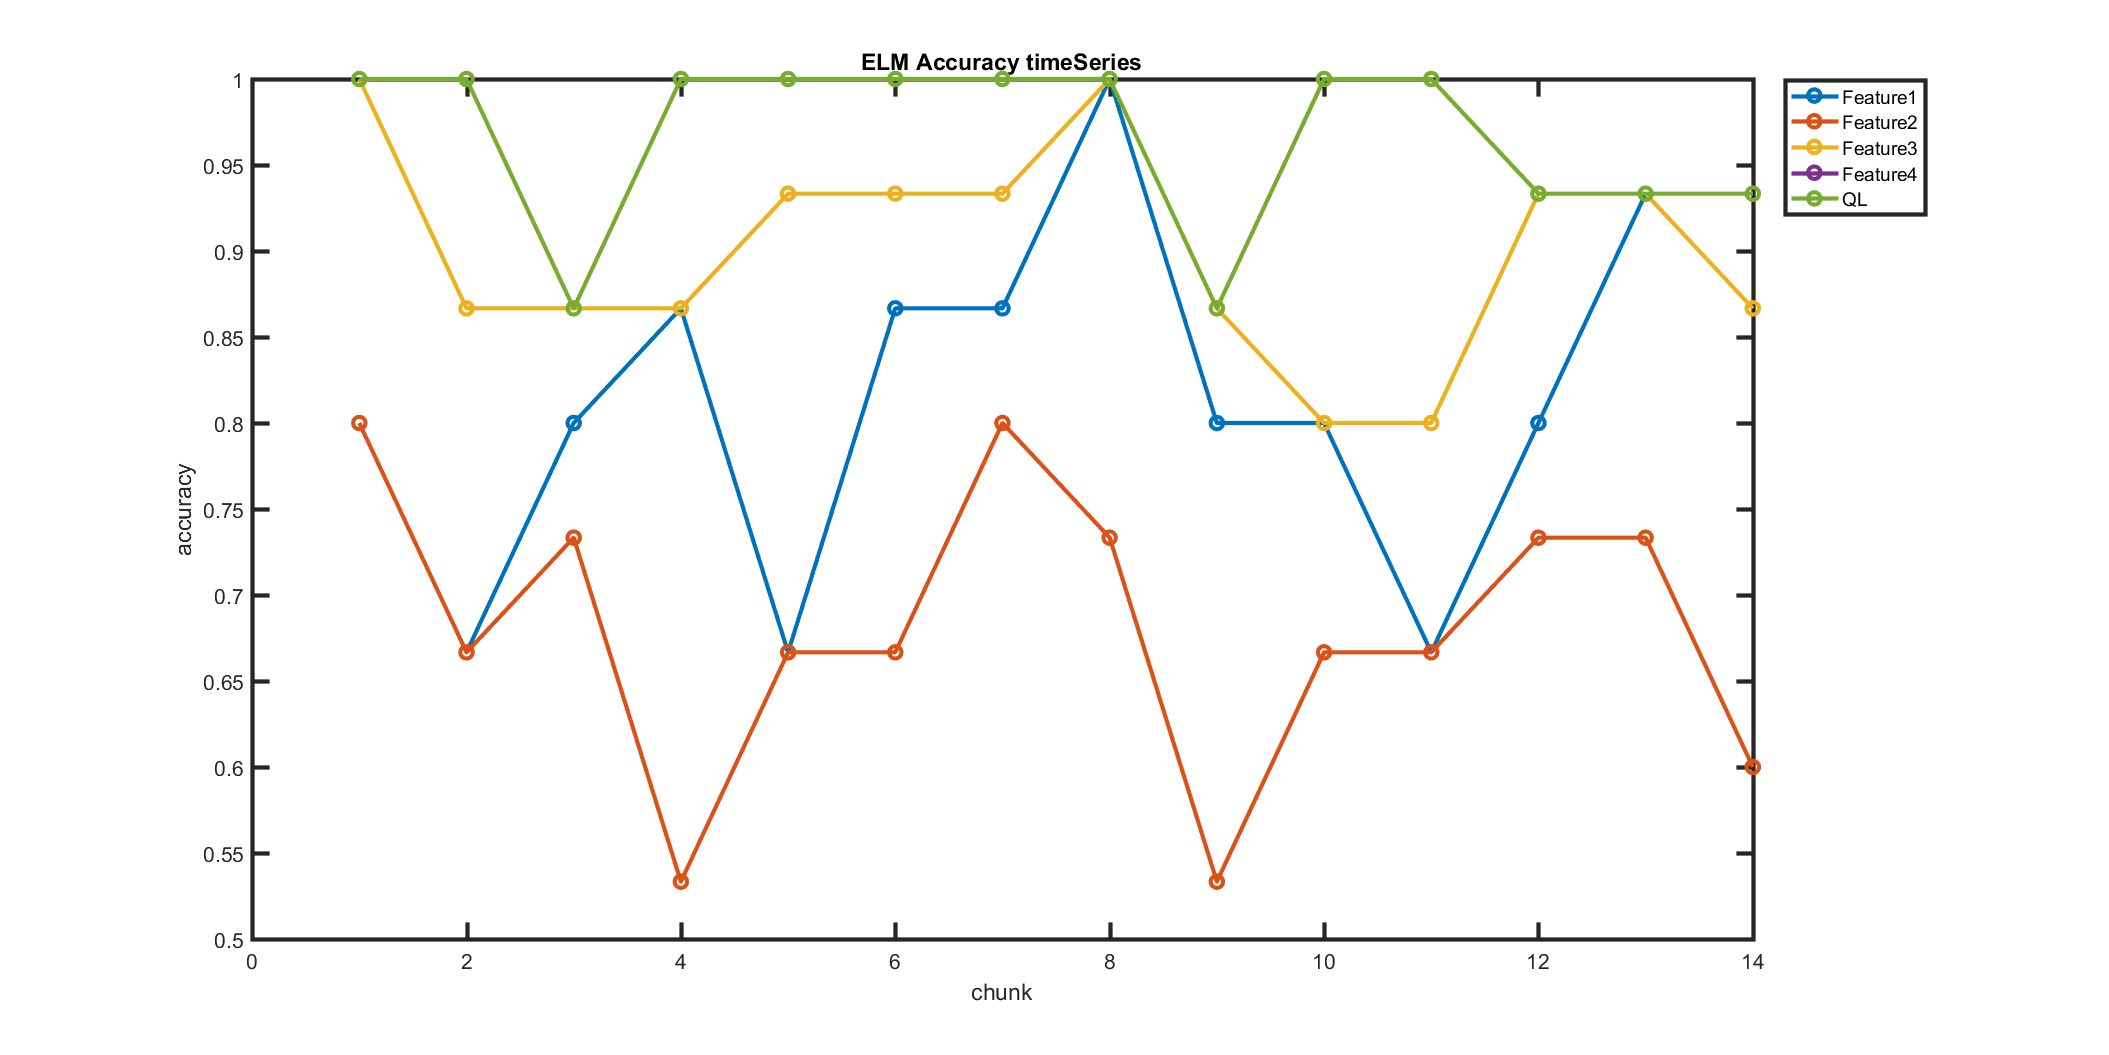 ELM Accuracy timeSeries
1
0.95
0.9
0.85
0.8
0.75
0.7
0.65
0.6
0.55
0.5
accuracy
0 2 4 6 8 10 12 14
chunk
Feature1
Feature2
Feature3
Feature4
QL